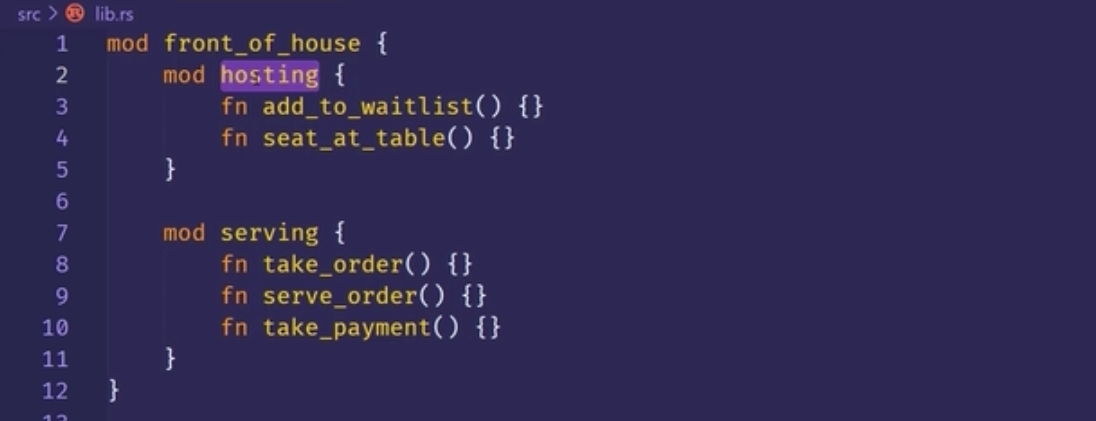 src > lib.rs
1 mod front_of_house {
2     mod hosting {
3         fn add_to_waitlist() {}
4         fn seat_at_table() {}
5     }
6
7     mod serving {
8         fn take_order() {}
9         fn serve_order() {}
10         fn take_payment() {}
11     }
12 }